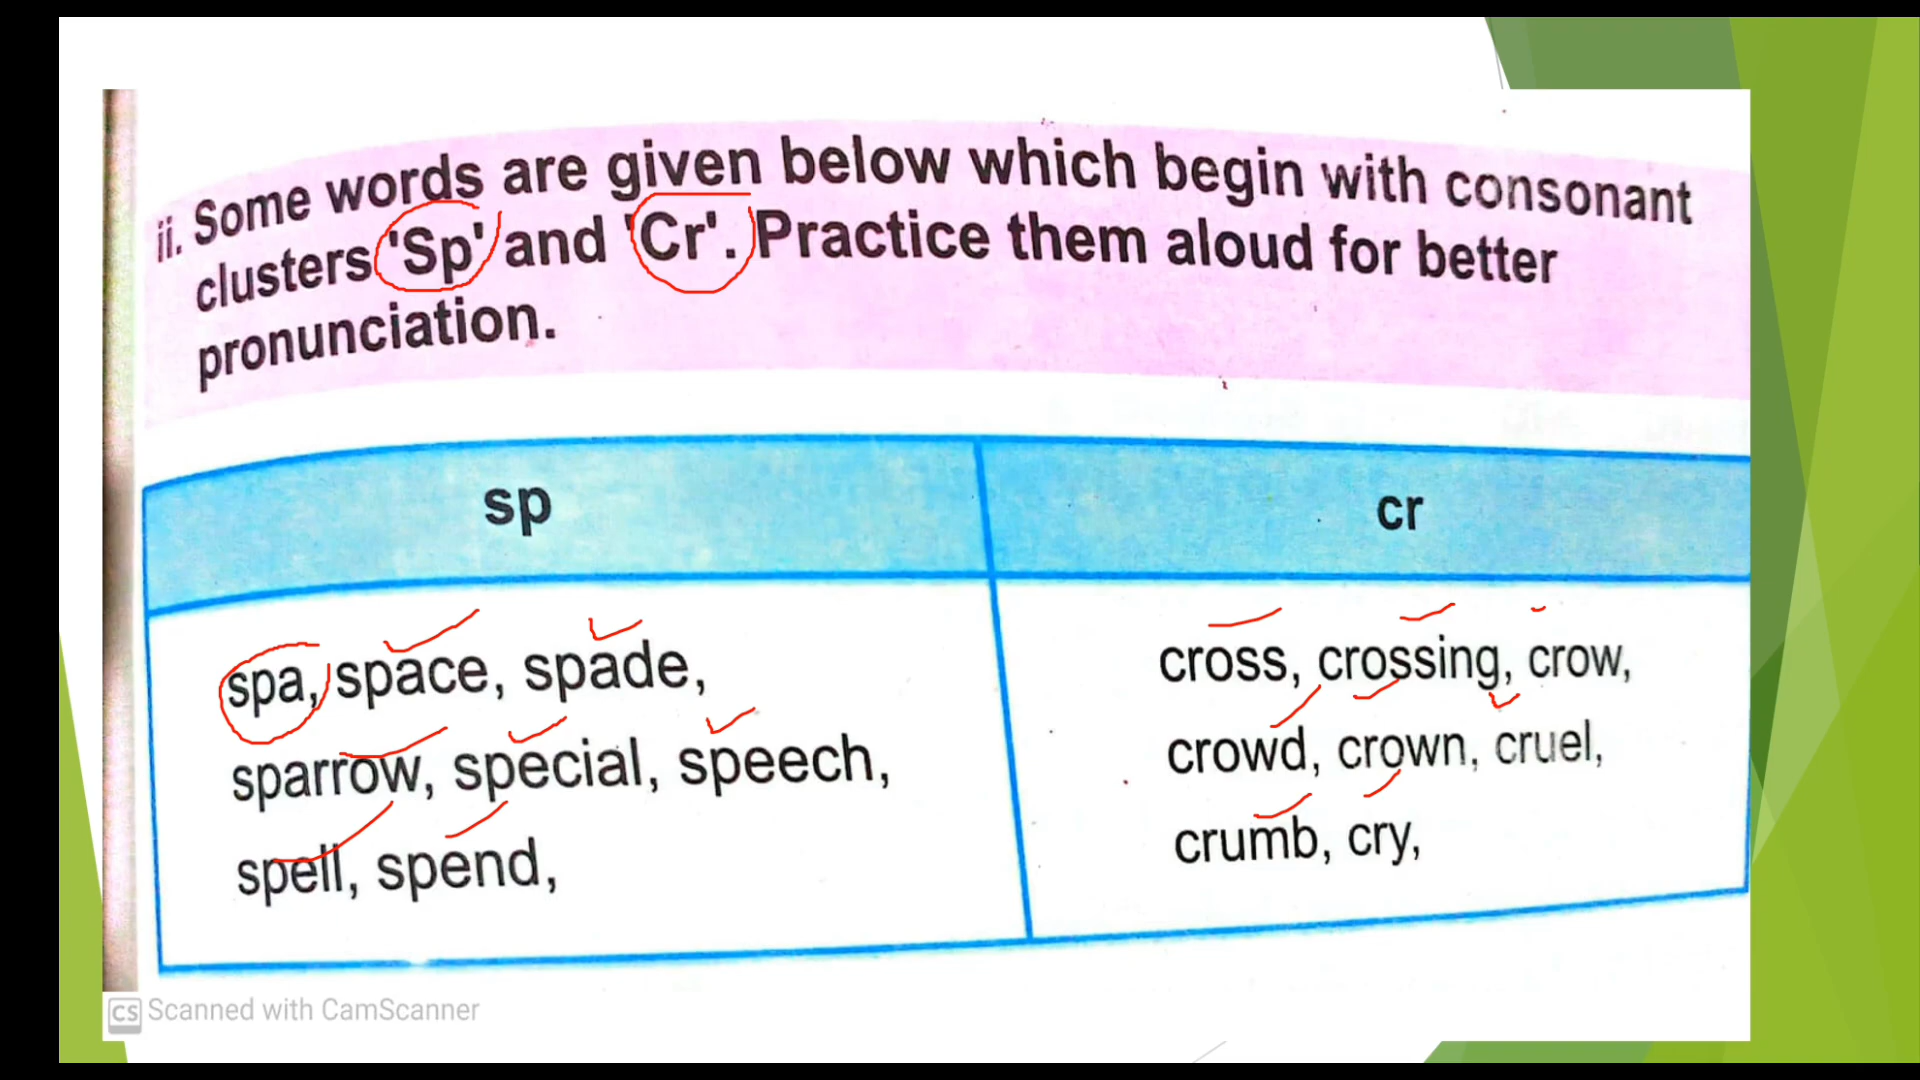 ii. Some words are given below which begin with consonant
clusters 'Sp' and 'Cr'. Practice them aloud for better
pronunciation.
sp
cr
spa, space, spade,
sparrow, special, speech,
spell, spend,
cross, crossing, crow,
crowd, crown, cruel,
crumb, cry,
CS Scanned with CamScanner